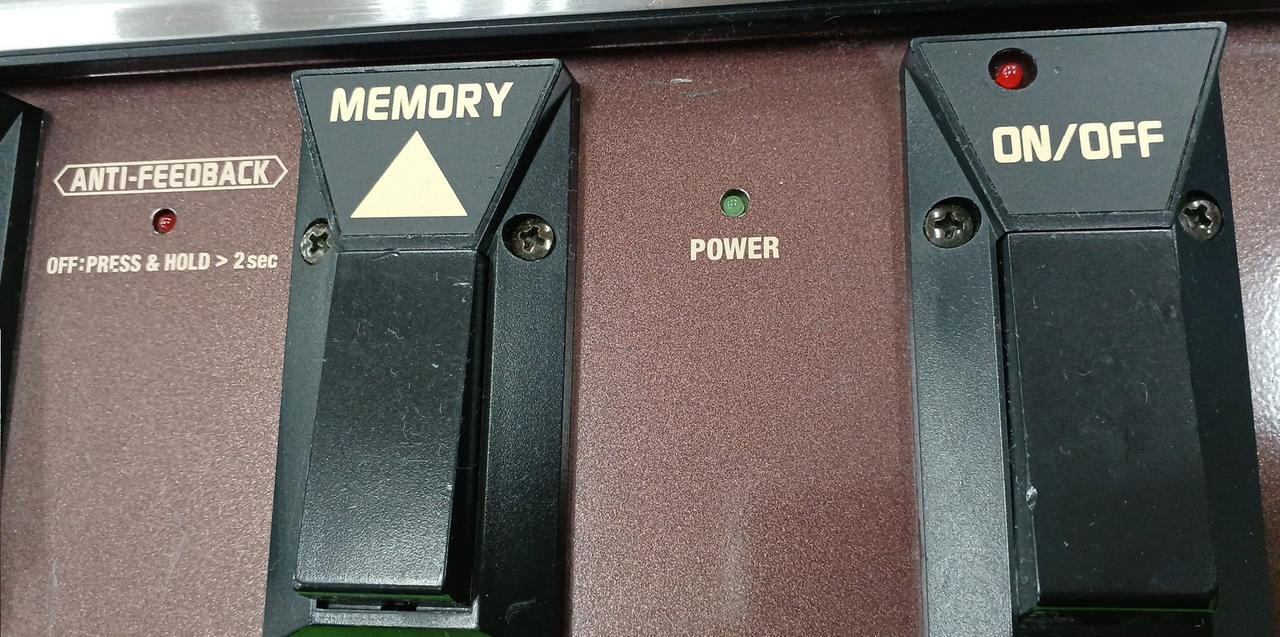 MEMORY
ANTI-FEEDBACK
OFF:PRESS & HOLD > 2sec
POWER
ON/OFF